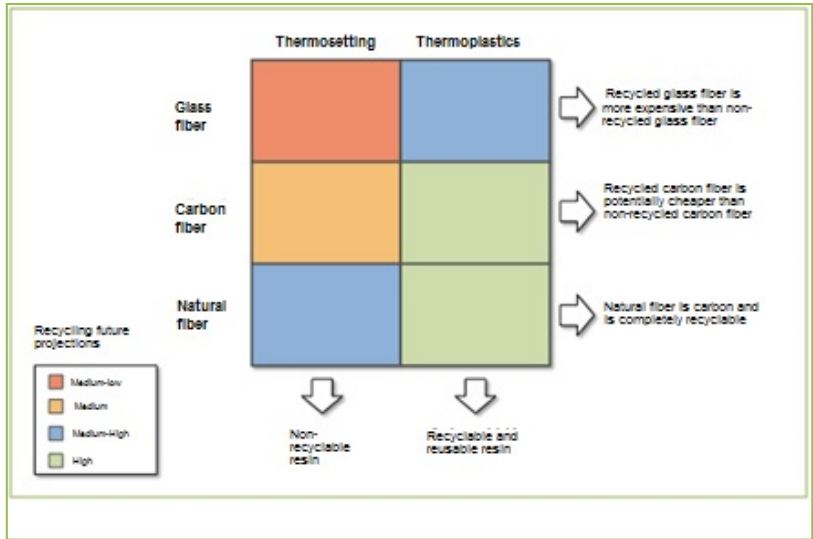 Thermosetting Thermoplastics
Glass
fiber
Recycled glass fiber is
more expensive than non-
recycled glass fiber
Carbon
fiber
Recycled carbon fiber is
potentially cheaper than
non-recycled carbon fiber
Natural
fiber
Natural fiber is carbon and
is completely recyclable
Recycling future
projections
Medium-low
Medium
Medium-High
High
Non-
recyclable
resin
Recyclable and
reusable resin